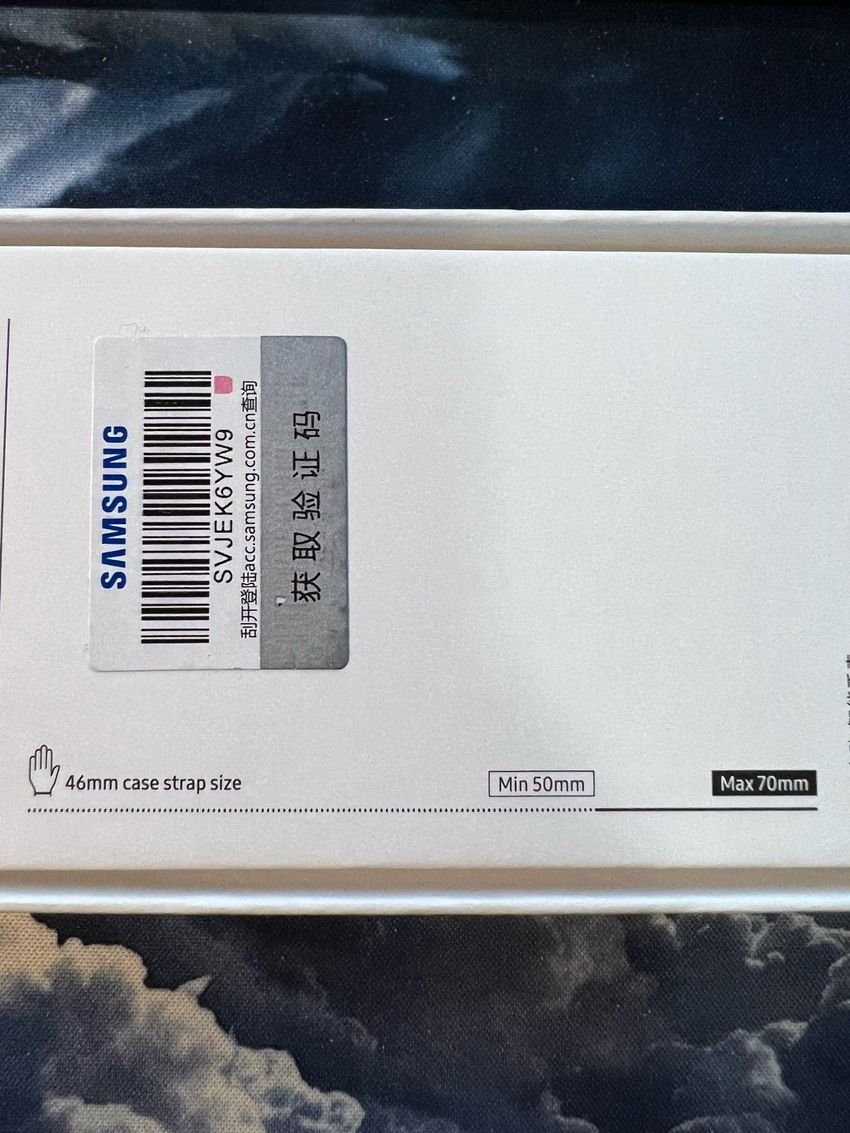 SAMSUNG
SVJEK6YW9
刮开登陆acc.samsung.com.cn查询
获取验证码
46mm case strap size
Min 50mm
Max 70mm